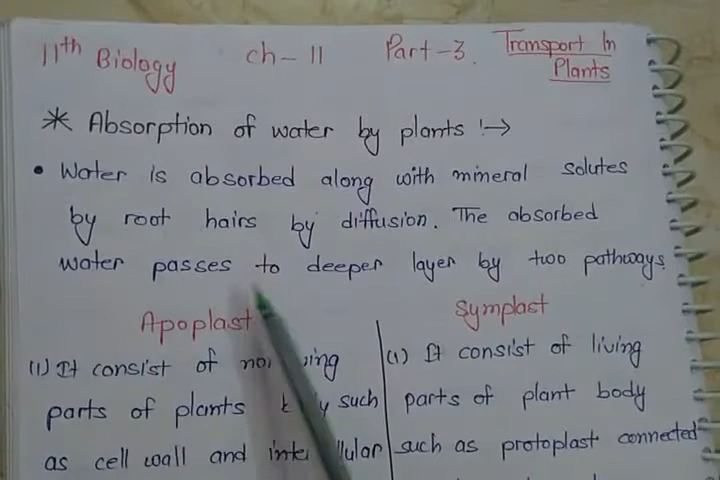 11th Biology ch-11 Part-3. Transport In Plants
* Absorption of water by plants :→
• Water is absorbed along with mineral solutes
by root hairs by diffusion. The absorbed
water passes to deeper layer by two pathways.
Apoplast
(1) It consist of
parts of plants such
as cell wall and
Symplast
(1) It consist of living
parts of plant body
such as protoplast connected